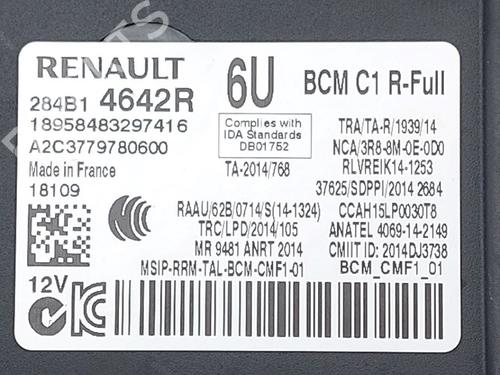 RENAULT 6U BCM C1 R-Full
284B1 4642R
18958483297416
A2C3779780600
Made in France
18109
Complies with
IDA Standards
DB01752
TA-2014/768
TRA/TA-R/1939/14
NCA/3R8-8M-0E-0D0
RLVREIK14-1253
37625/SDPPI/2014 2684
RAAU/62B/0714/S(14-1324) CCAH15LP0030T8
TRC/LPD/2014/105 ANATEL 4069-14-2149
MR 9481 ANRT 2014 CMIIT ID: 2014DJ3738
MSIP-RRM-TAL-BCM-CMF1-01 BCM_CMF1_01
12V